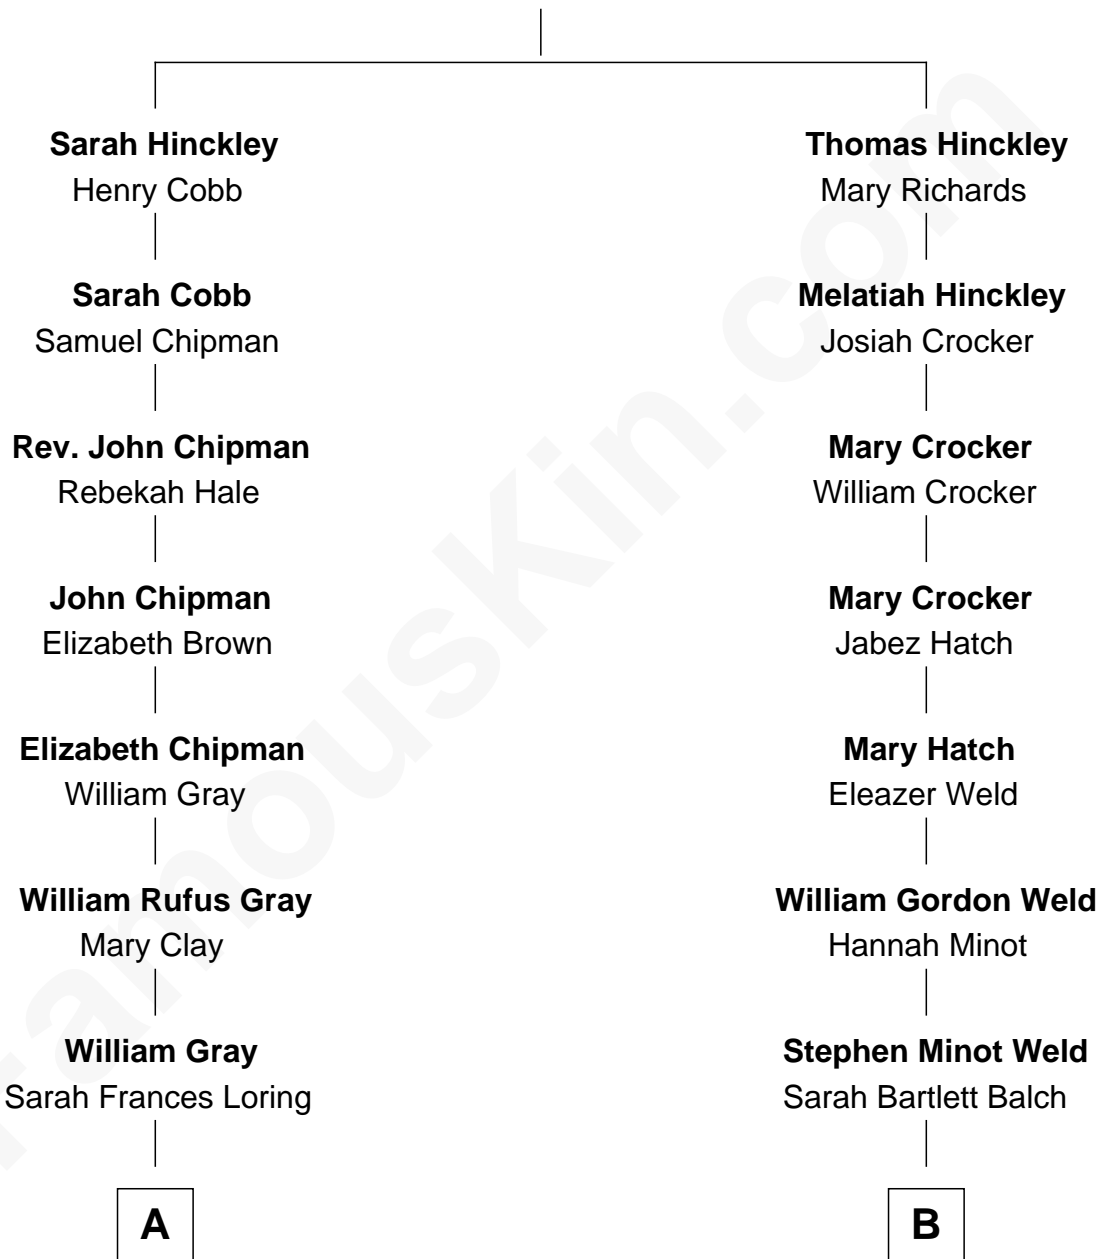 Sarah Hinckley
Henry Cobb
Thomas Hinckley
Mary Richards
Sarah Cobb
Samuel Chipman
Melatiah Hinckley
Josiah Crocker
Rev. John Chipman
Rebekah Hale
Mary Crocker
William Crocker
John Chipman
Elizabeth Brown
Mary Crocker
Jabez Hatch
Elizabeth Chipman
William Gray
Mary Hatch
Eleazer Weld
William Rufus Gray
Mary Clay
William Gordon Weld
Hannah Minot
William Gray
Sarah Frances Loring
Stephen Minot Weld
Sarah Bartlett Balch
A
B
FamousKin.com